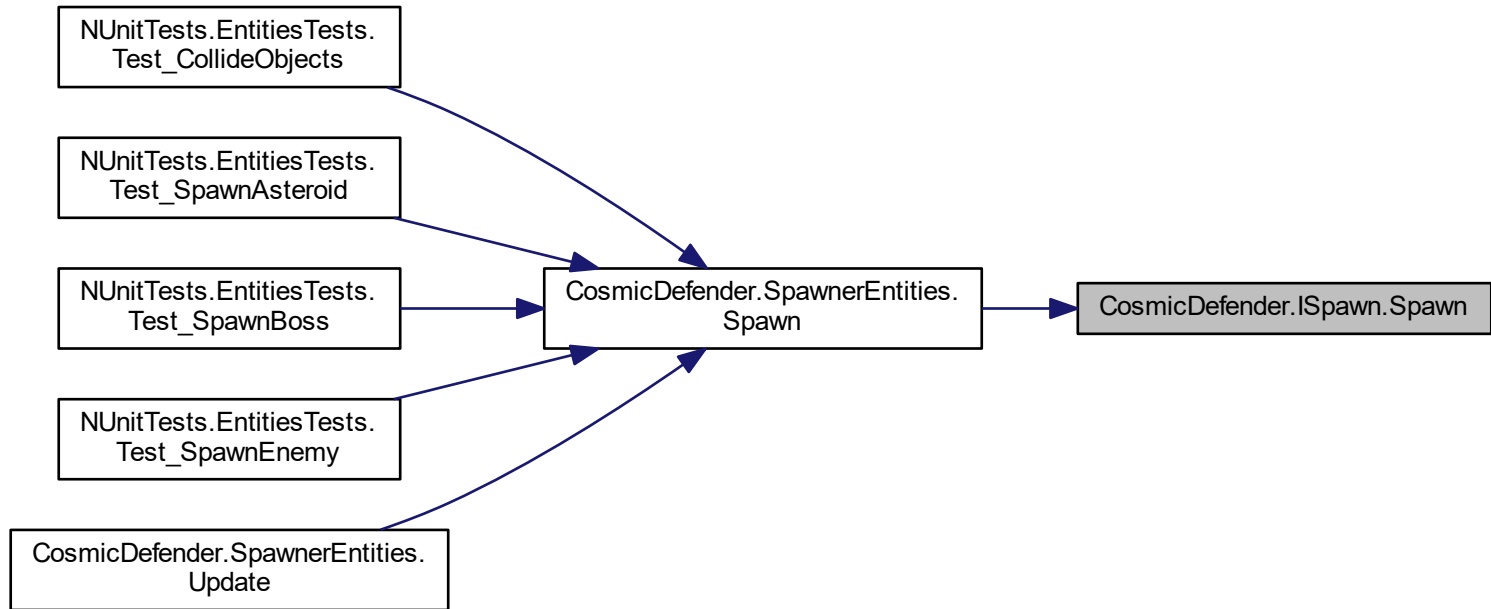 NUnitTests.EntitiesTests.
Test_CollideObjects
NUnitTests.EntitiesTests.
Test_SpawnAsteroid
NUnitTests.EntitiesTests.
Test_SpawnBoss
NUnitTests.EntitiesTests.
Test_SpawnEnemy
CosmicDefender.SpawnerEntities.
Update
CosmicDefender.SpawnerEntities.
Spawn
CosmicDefender.ISpawn.Spawn